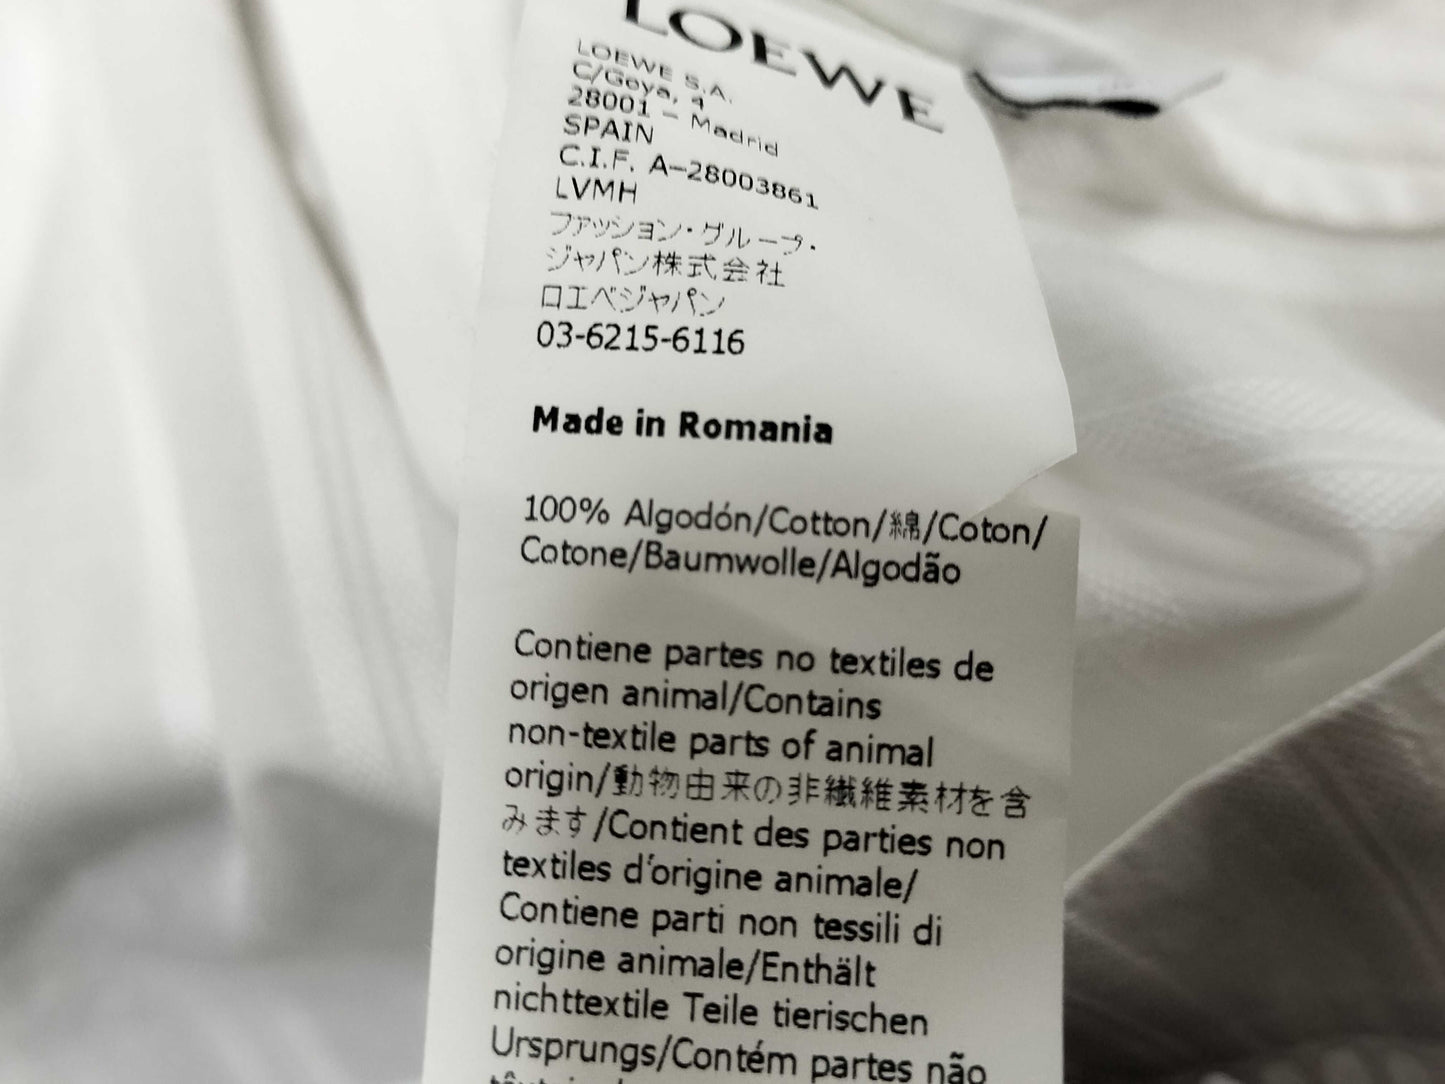 LOEWE
LOEWE S.A.
C/Goya, 4
28001 - Madrid
SPAIN
C.I.F. A-28003861
LVMH
ファッション・グループ・
ジャパン株式会社
ロエベジャパン
03-6215-6116
Made in Romania
100% Algodón/Cotton/綿/Coton/
Cotone/Baumwolle/Algodão
Contiene partes no textiles de
origen animal/Contains
non-textile parts of animal
origin/動物由来の非繊維素材を含
みます/Contient des parties non
textiles d'origine animale/
Contiene parti non tessili di
origine animale/Enthält
nichttextile Teile tierischen
Ursprungs/Contém partes não